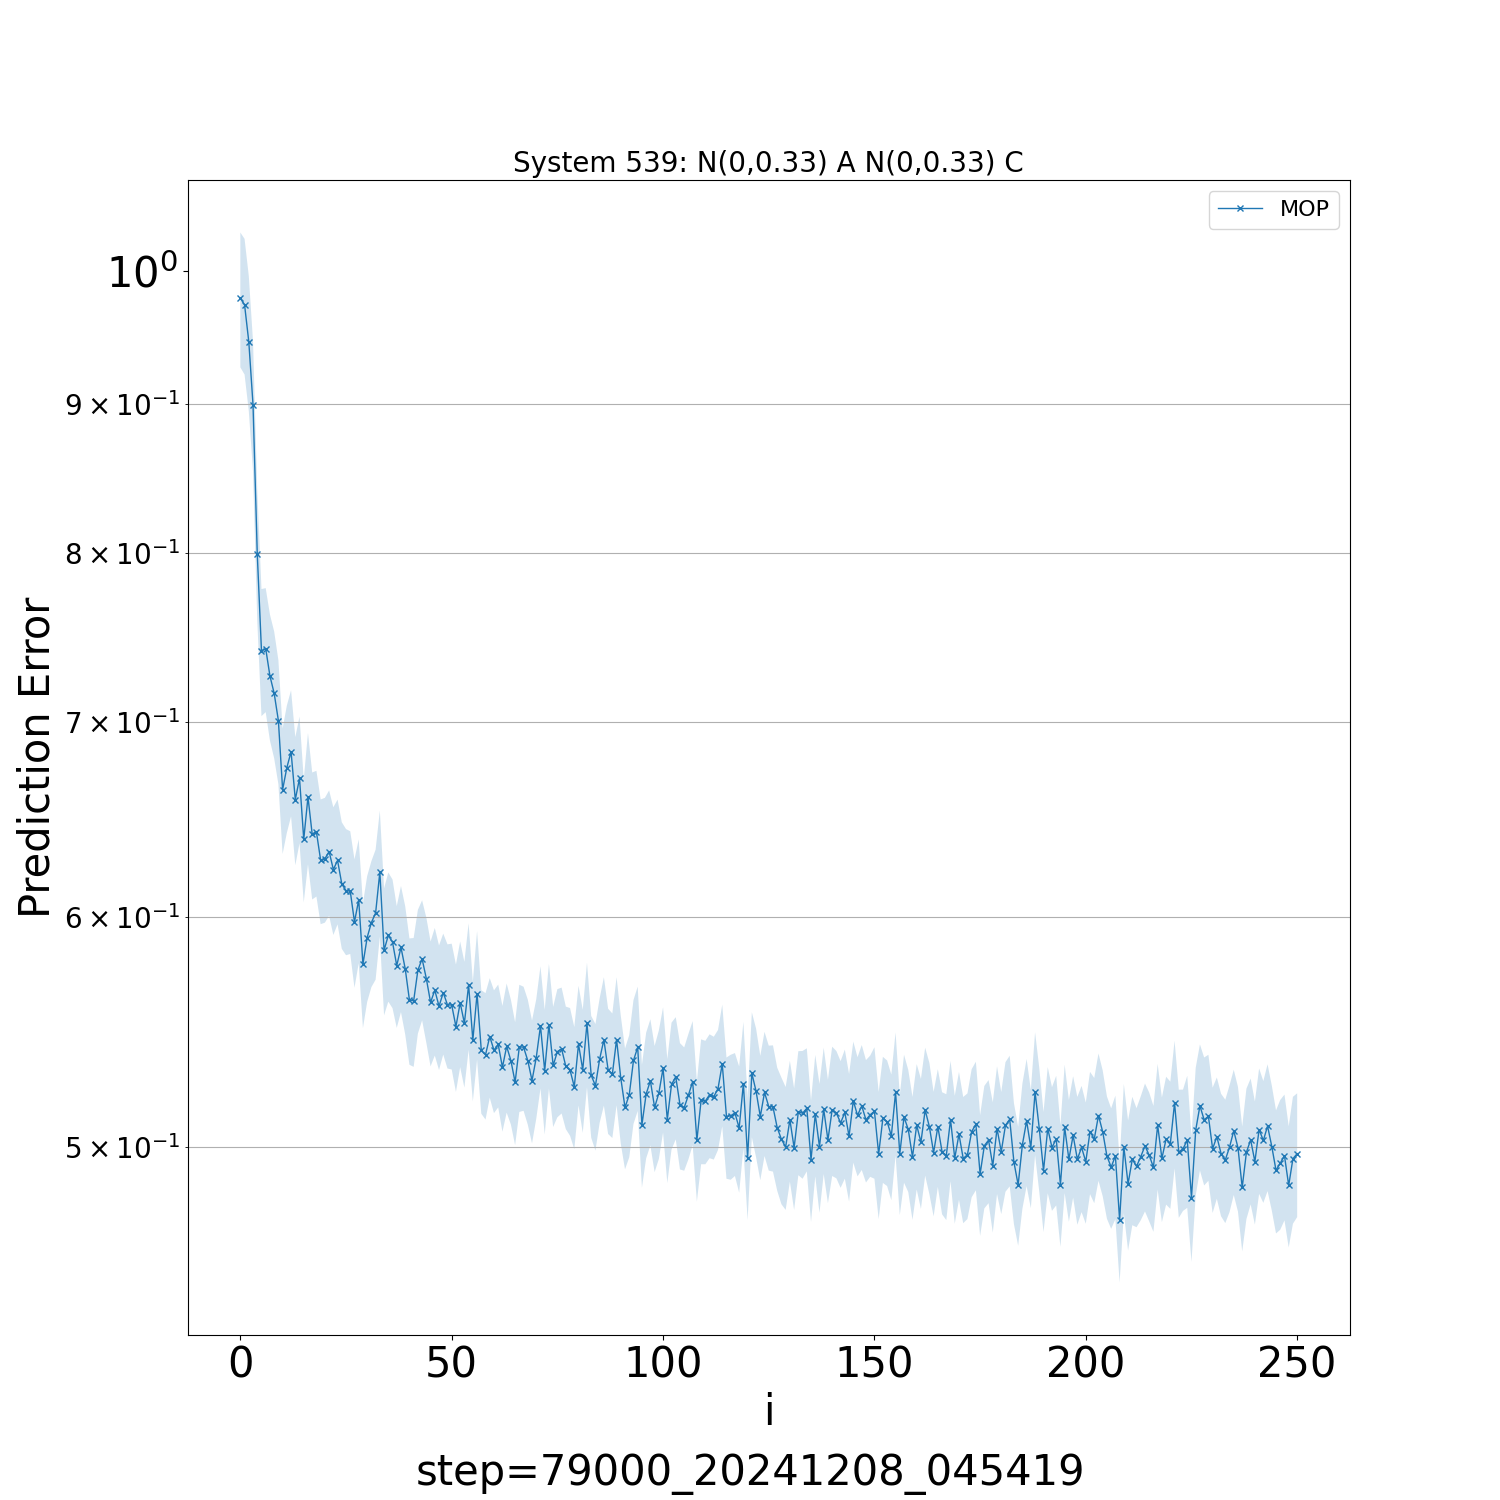 System 539: N(0,0.33) A N(0,0.33) C
MOP
10⁰
9 × 10⁻¹
8 × 10⁻¹
7 × 10⁻¹
6 × 10⁻¹
5 × 10⁻¹
Prediction Error
0 50 100 150 200 250
i
step=79000_20241208_045419